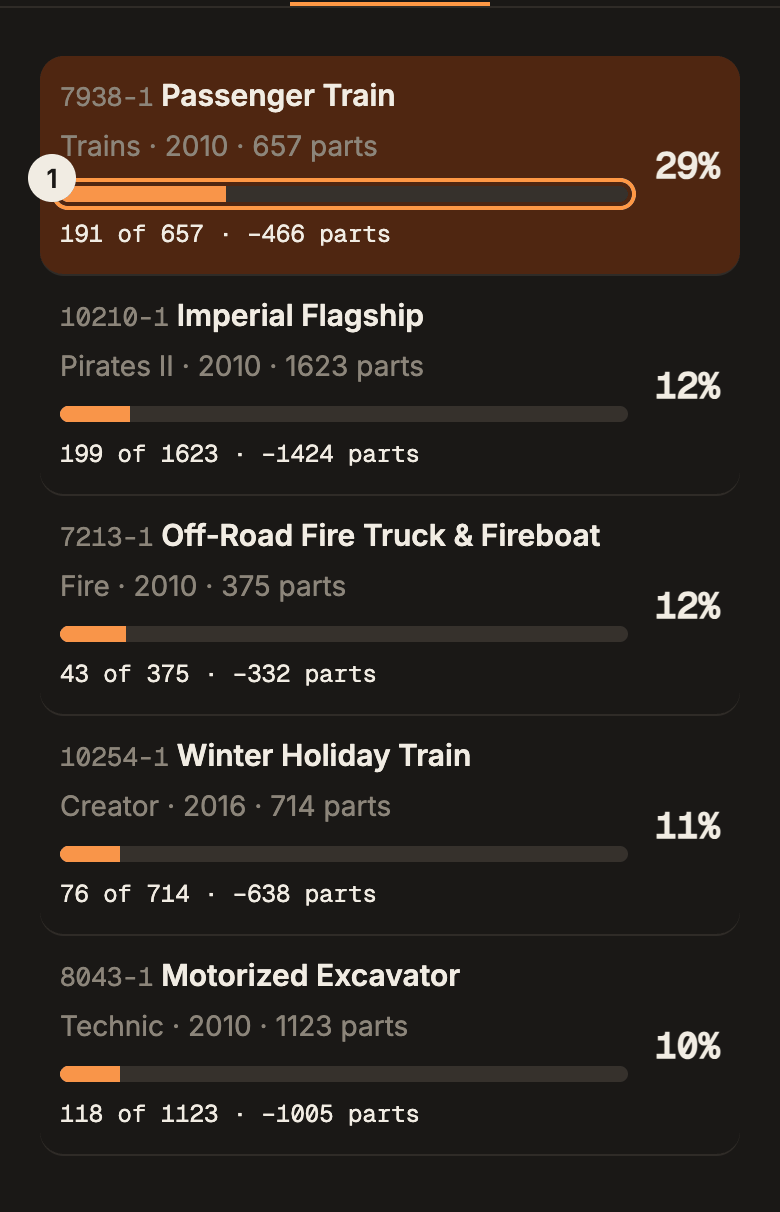 7938-1 Passenger Train
Trains · 2010 · 657 parts
29%
1
191 of 657 · −466 parts
10210-1 Imperial Flagship
Pirates II · 2010 · 1623 parts
12%
199 of 1623 · −1424 parts
7213-1 Off-Road Fire Truck & Fireboat
Fire · 2010 · 375 parts
12%
43 of 375 · −332 parts
10254-1 Winter Holiday Train
Creator · 2016 · 714 parts
11%
76 of 714 · −638 parts
8043-1 Motorized Excavator
Technic · 2010 · 1123 parts
10%
118 of 1123 · −1005 parts